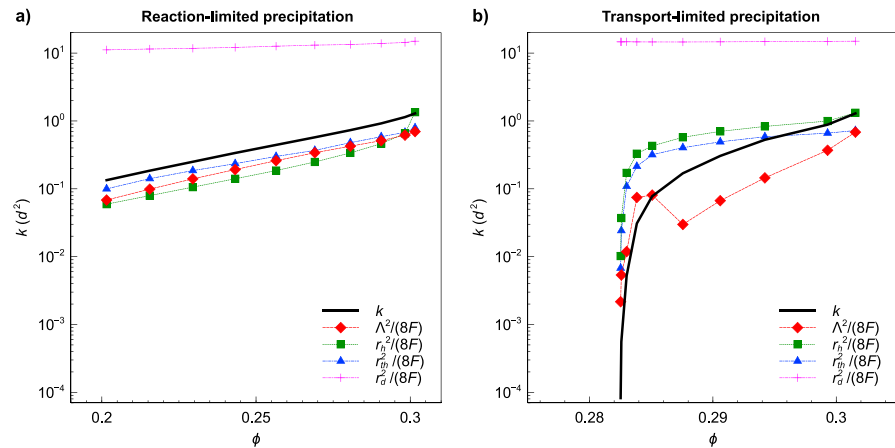 a) Reaction-limited precipitation
10¹
10⁰
10⁻¹
10⁻²
10⁻³
10⁻⁴
k (d²)
0.2
0.25
0.3
ϕ
k
Λ²/(8F)
r_h²/(8F)
r_th²/(8F)
r_d²/(8F)
b) Transport-limited precipitation
10¹
10⁰
10⁻¹
10⁻²
10⁻³
10⁻⁴
k (d²)
0.28
0.29
0.3
ϕ
k
Λ²/(8F)
r_h²/(8F)
r_th²/(8F)
r_d²/(8F)